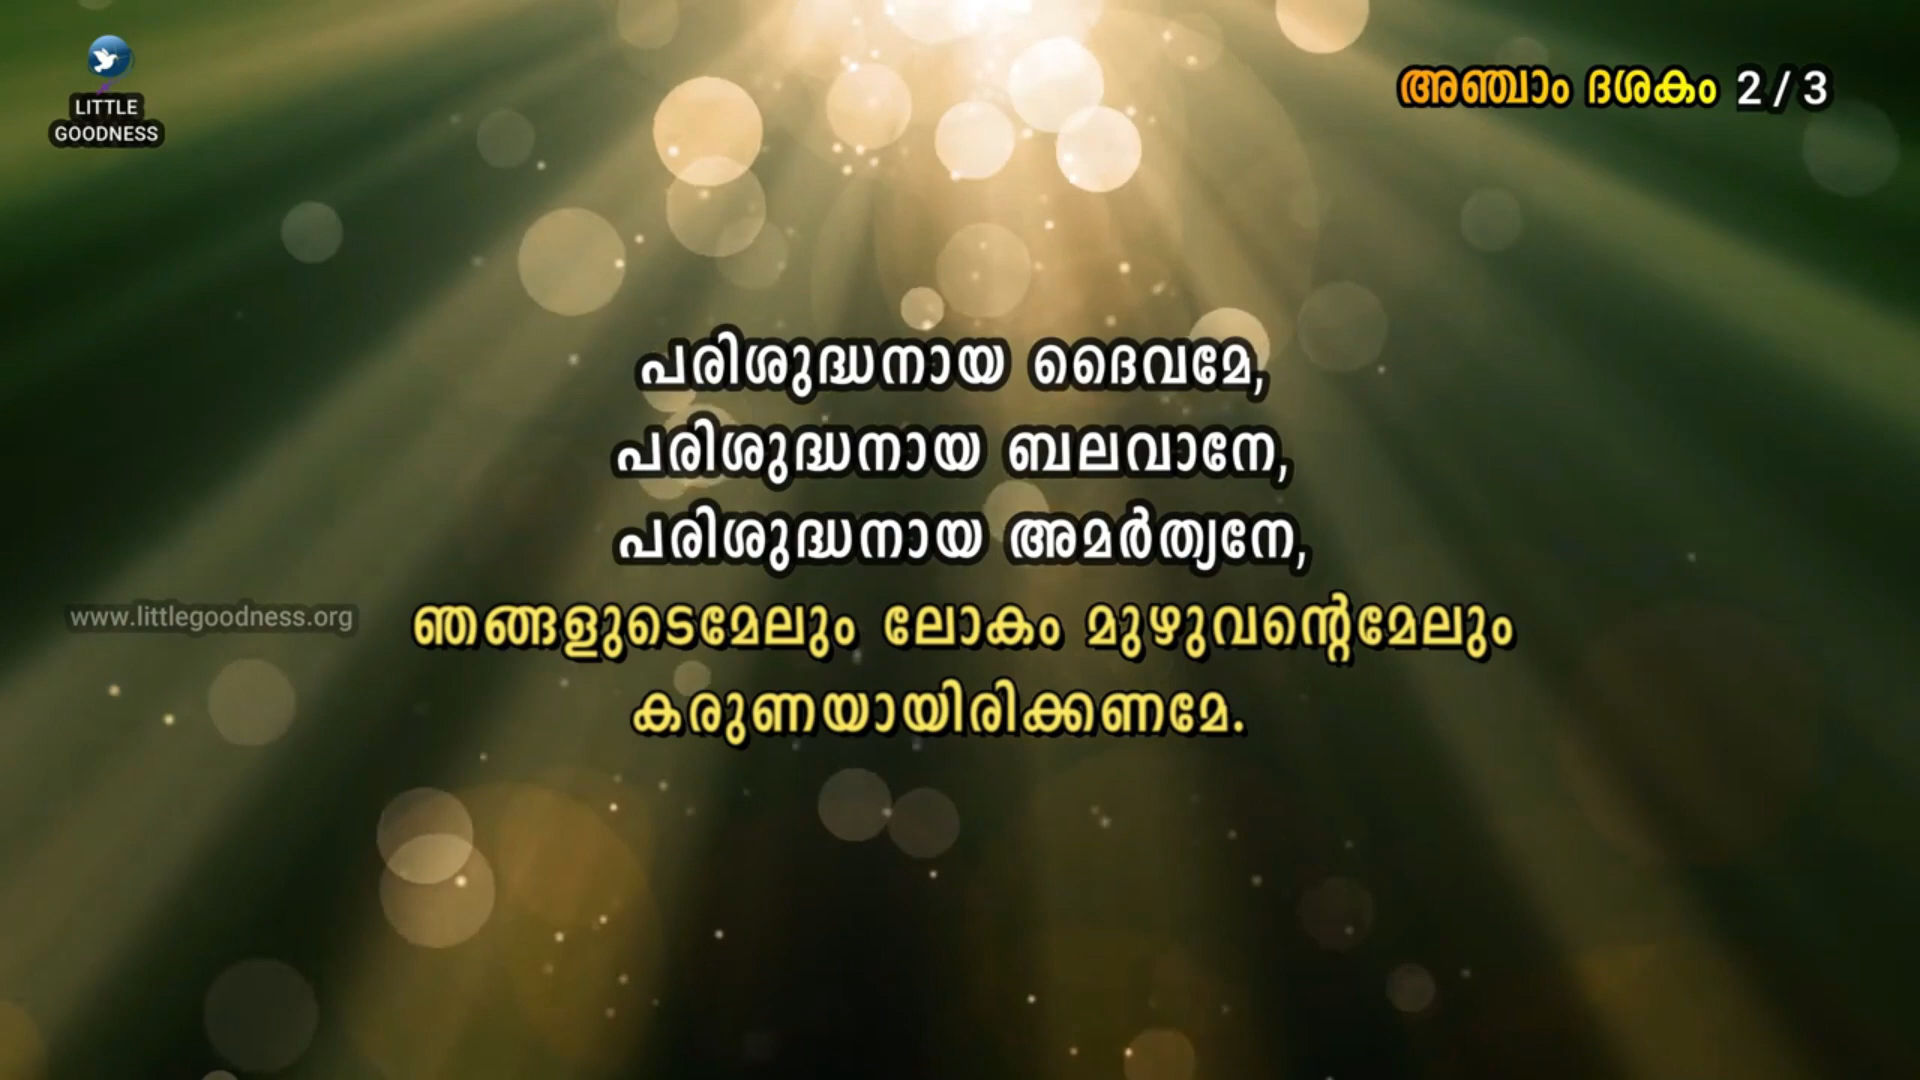 LITTLE
GOODNESS
അഞ്ചാം ദശകം 2 / 3
പരിശുദ്ധനായ ദൈവമേ,
പരിശുദ്ധനായ ബലവാനേ,
പരിശുദ്ധനായ അമർത്യനേ,
www.littlegoodness.org
ഞങ്ങളുടെമേലും ലോകം മുഴുവന്റെമേലും
കരുണയായിരിക്കണമേ.